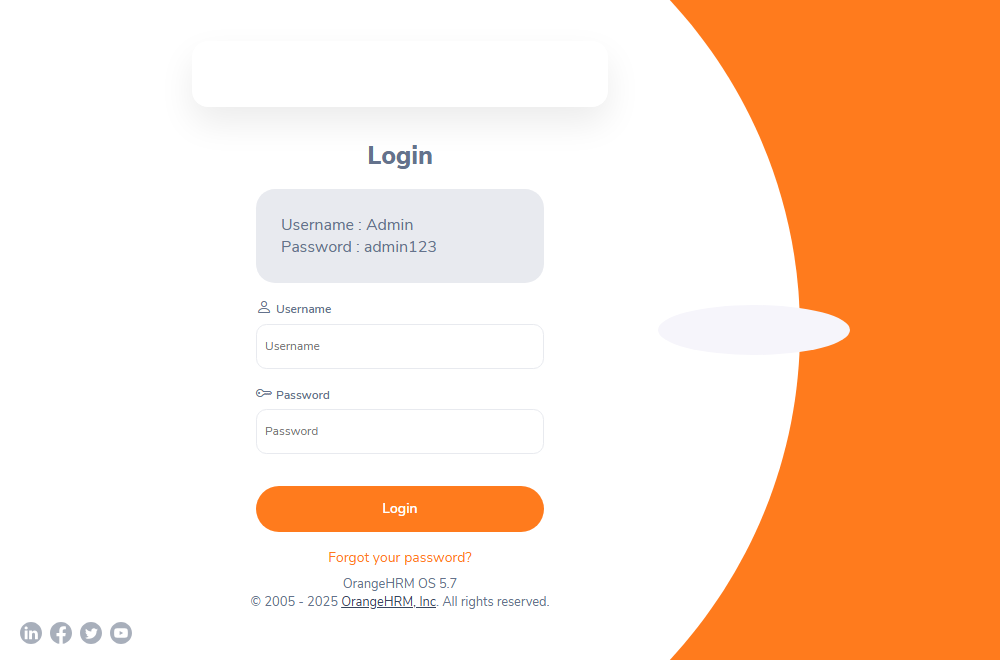 Login
Username : Admin
Password : admin123
Username
Username
Password
Password
Login
Forgot your password?
OrangeHRM OS 5.7
© 2005 - 2025 OrangeHRM, Inc. All rights reserved.